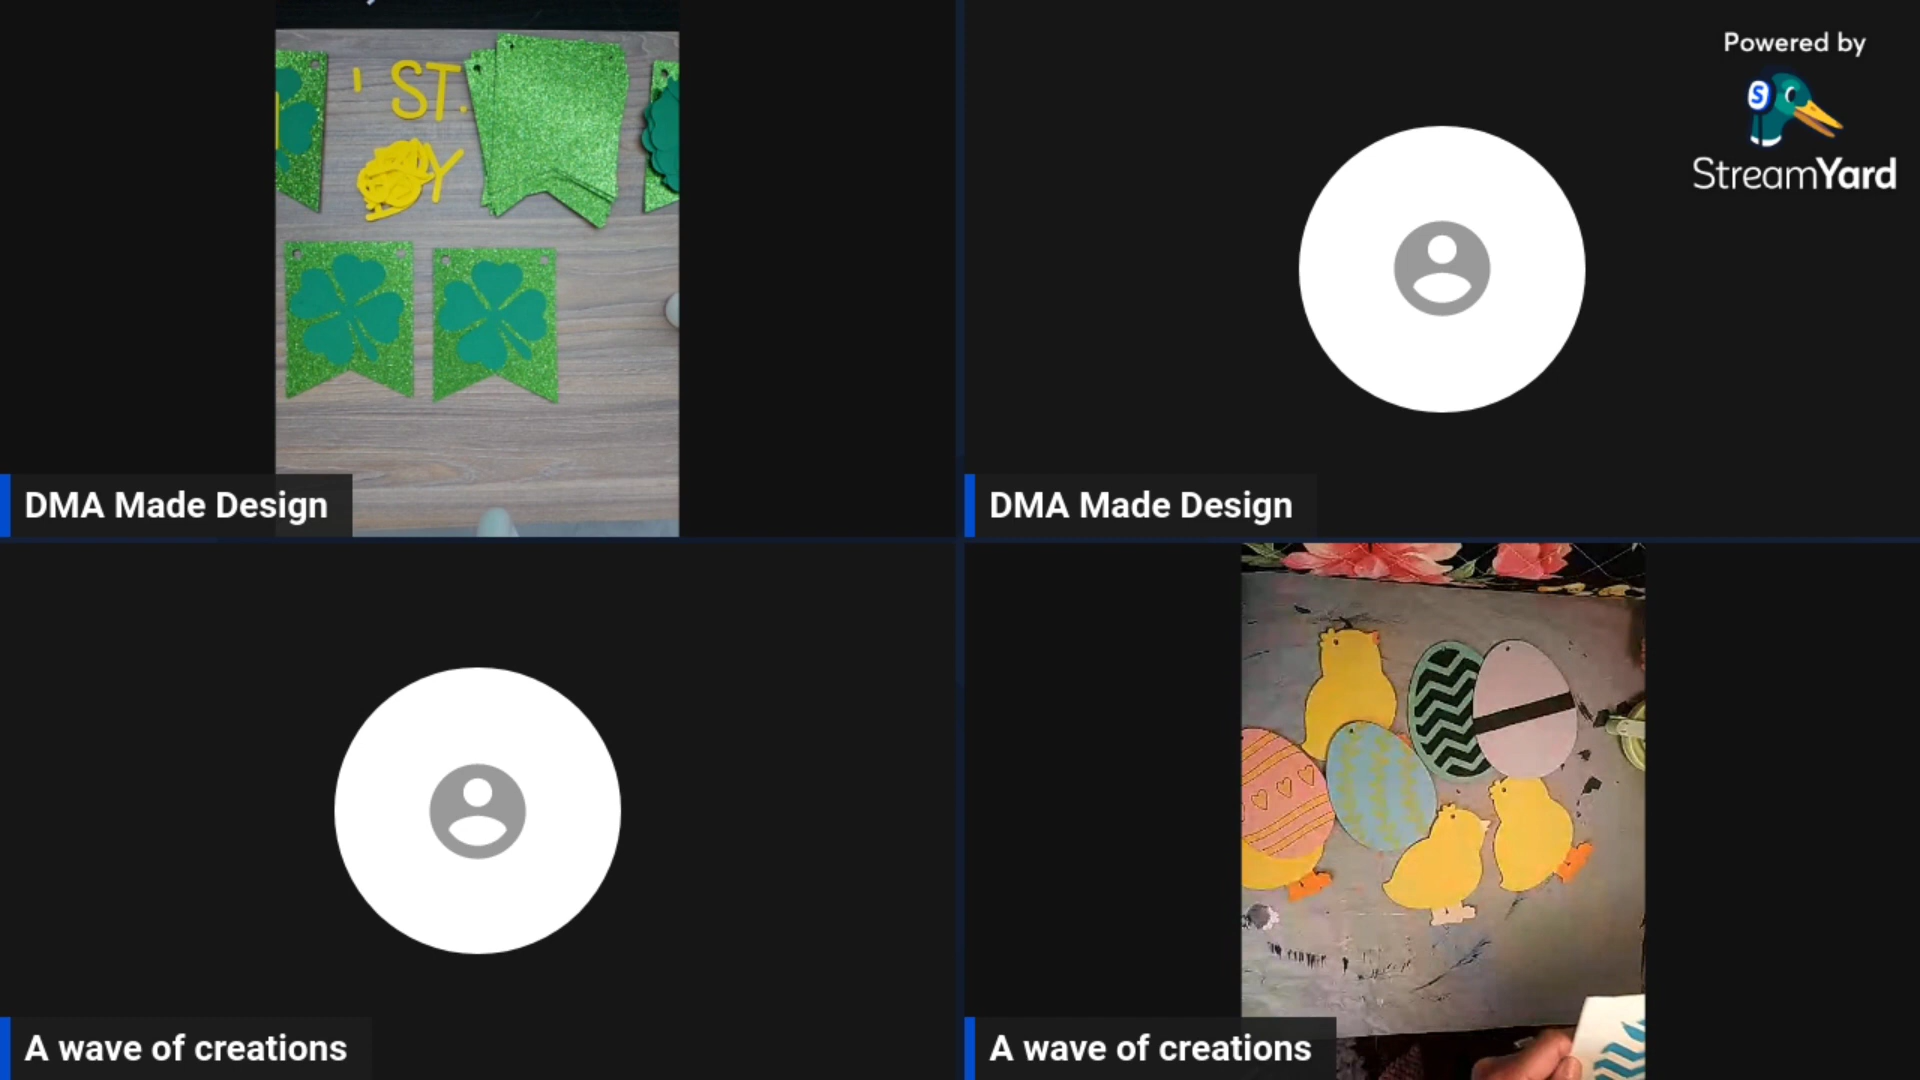 ' ST.
Y
DMA Made Design
DMA Made Design
Powered by
S
StreamYard
A wave of creations
A wave of creations